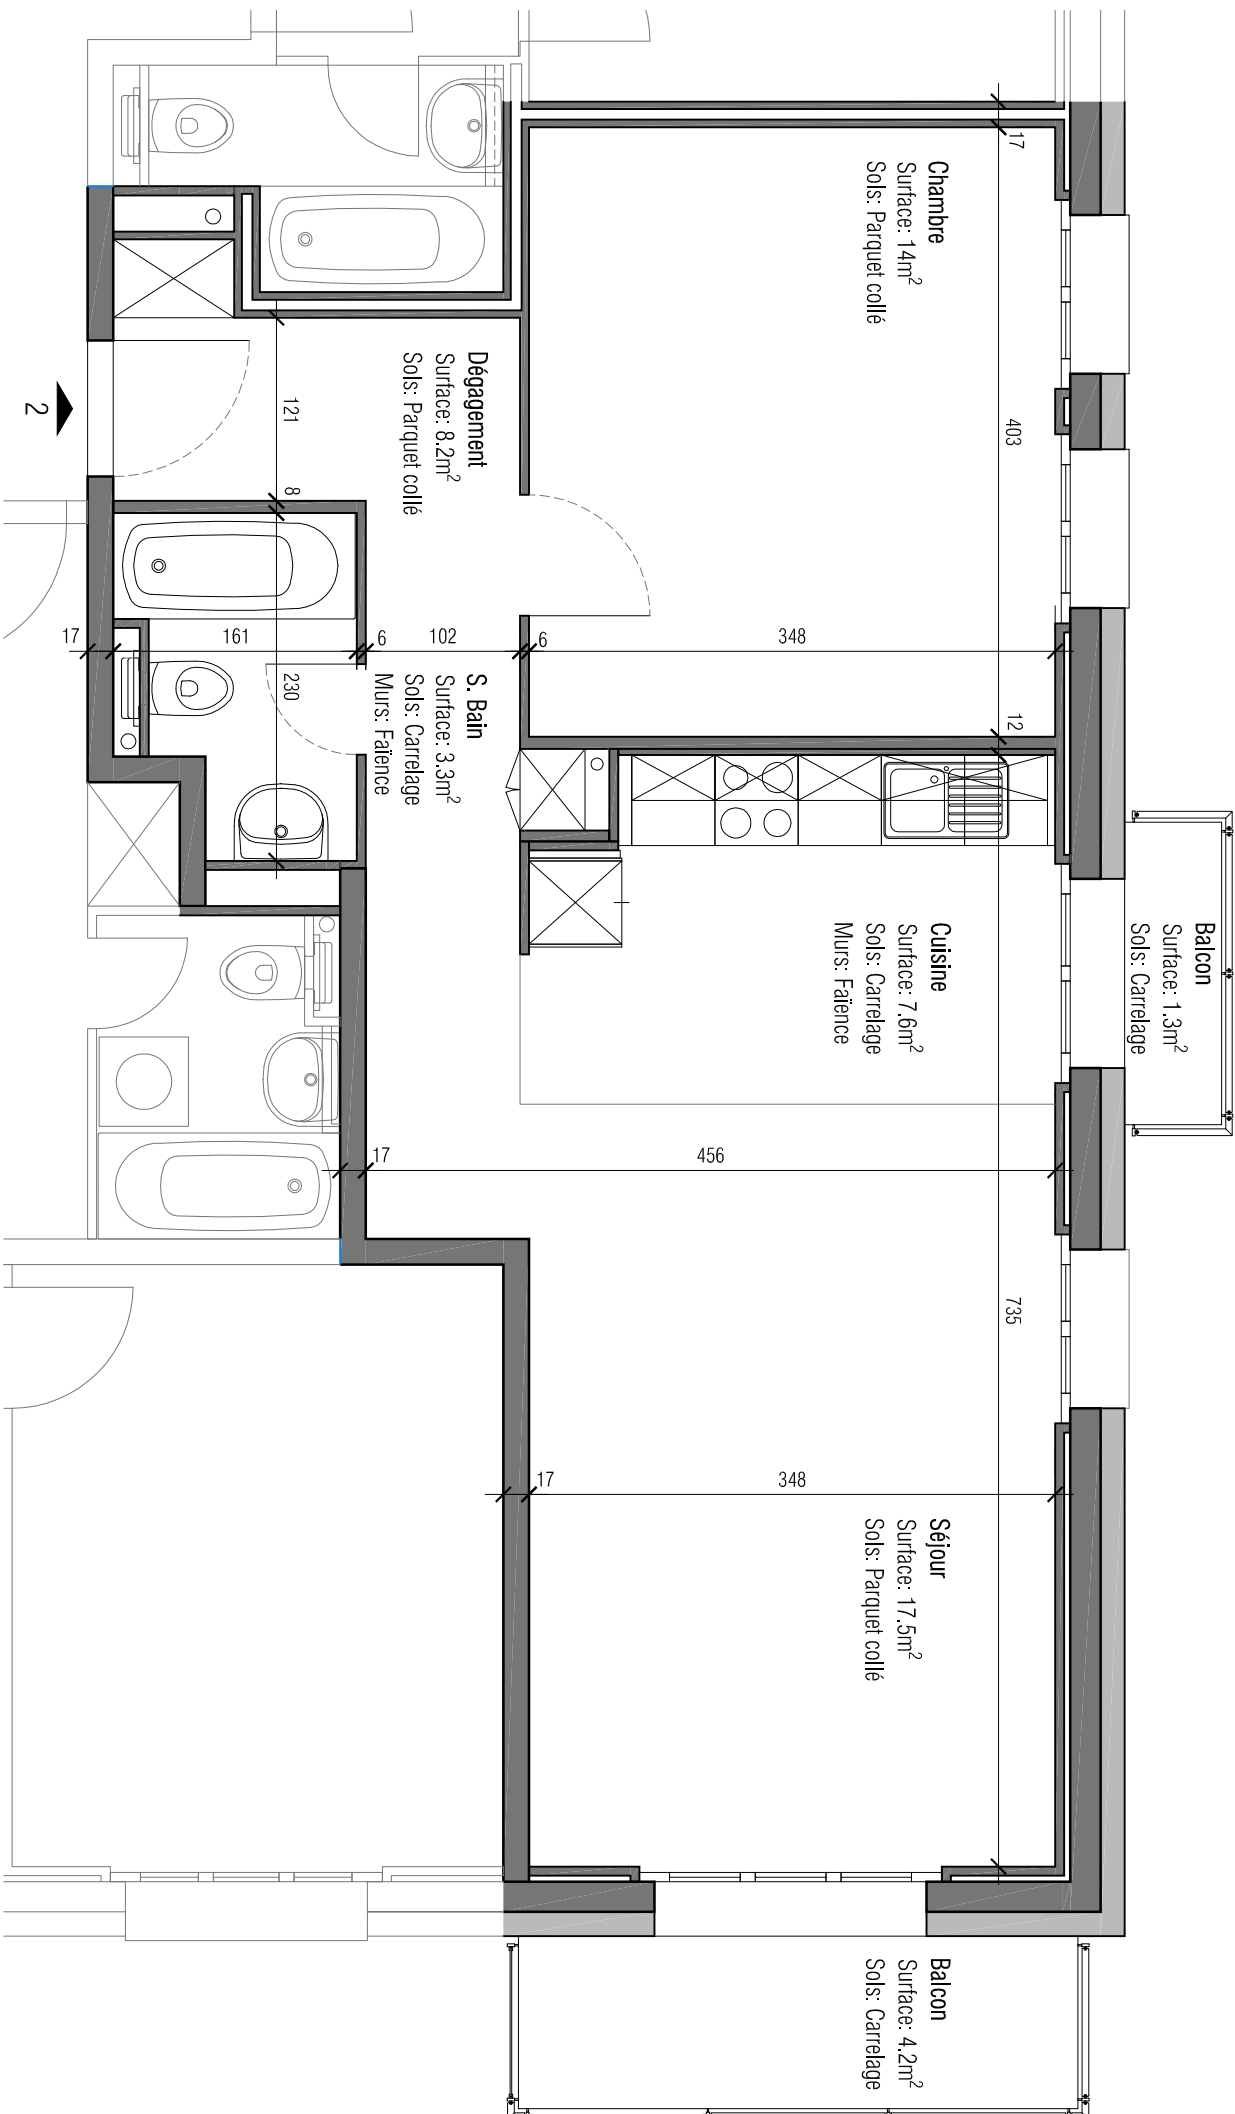 Chambre
Surface: 14m²
Sols: Parquet collé
17
403
Dégagement
Surface: 8.2m²
Sols: Parquet collé
121
8
2
17
161
6
102
6
348
230
12
S. Bain
Surface: 3.3m²
Sols: Carrelage
Murs: Faïence
Cuisine
Surface: 7.6m²
Sols: Carrelage
Murs: Faïence
Balcon
Surface: 1.3m²
Sols: Carrelage
17
456
735
17
348
Séjour
Surface: 17.5m²
Sols: Parquet collé
Balcon
Surface: 4.2m²
Sols: Carrelage